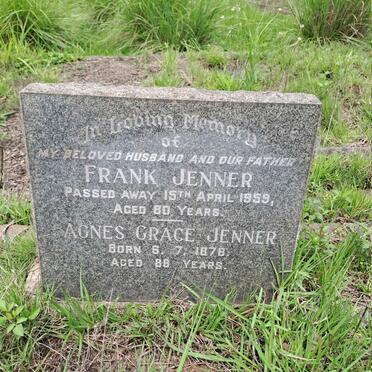 In Loving Memory
of
MY BELOVED HUSBAND AND OUR FATHER
FRANK JENNER
PASSED AWAY 15TH APRIL 1959,
AGED 80 YEARS.
AGNES GRACE JENNER
BORN 6. 7. 1878.
AGED 88 YEARS.